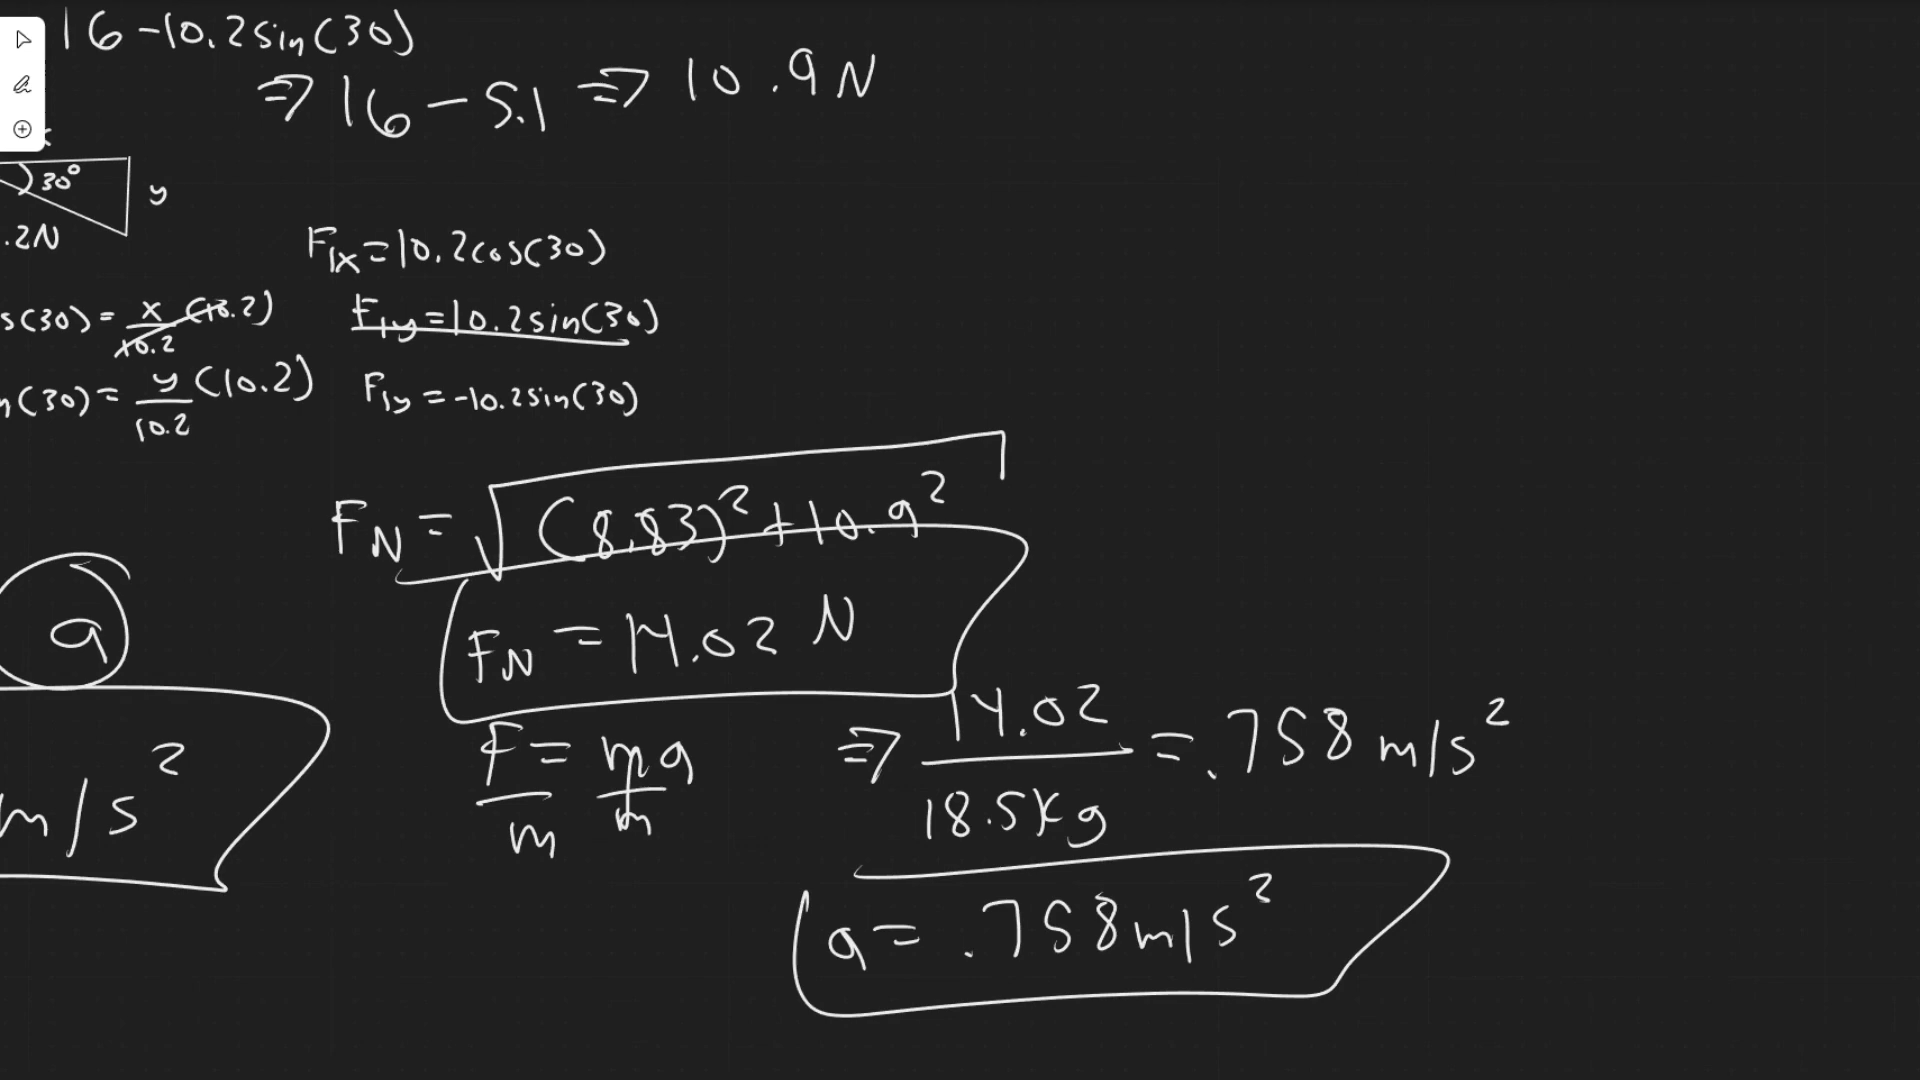 16-10.2sin(30)
⇒ 16 - 5.1 ⇒ 10.9N
30°
y
.2N
F1x=10.2cos(30)
s(30) = x/10.2 (10.2)
F1y=10.2sin(30)
n(30) = y/10.2 (10.2)
F1y = -10.2sin(30)
FN = √(8.83)²+10.9²
a
FN = 14.02 N
m/s²
F/m = ma/m
⇒ 14.02/18.5kg = .758 m/s²
a = .758m/s²